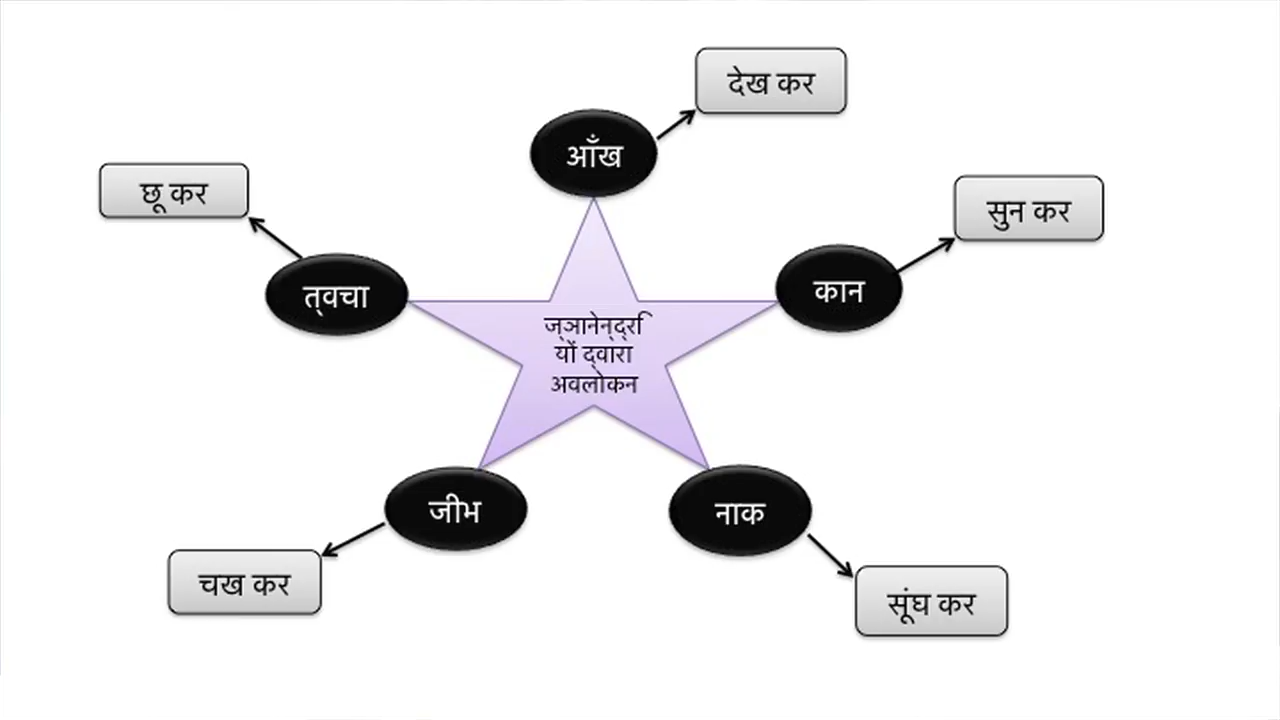 देख कर
आँख
छू कर
सुन कर
त्वचा
कान
ज्ञानेन्द्रि
यों द्वारा
अवलोकन
जीभ
नाक
चख कर
सूंघ कर